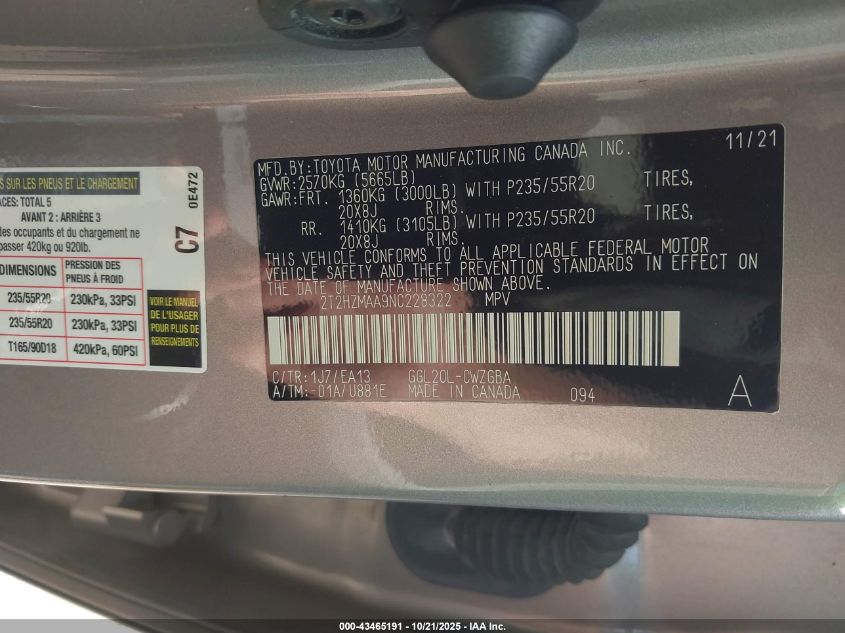 S SUR LES PNEUS ET LE CHARGEMENT
ACES: TOTAL 5
AVANT 2 : ARRIÈRE 3
des occupants et du chargement ne
passer 420kg ou 920lb.
DIMENSIONS PRESSION DES PNEUS À FROID
235/55R20 230kPa, 33PSI
235/55R20 230kPa, 33PSI
T165/90D18 420kPa, 60PSI
VOIR LE MANUEL
DE L'USAGER
POUR PLUS DE
RENSEIGNEMENTS
C7 0E472
MFD.BY:TOYOTA MOTOR MANUFACTURING CANADA INC. 11/21
GVWR:2570KG (5665LB)
GAWR:FRT. 1360KG (3000LB) WITH P235/55R20 TIRES,
20X8J RIMS.
RR. 1410KG (3105LB) WITH P235/55R20 TIRES,
20X8J RIMS.
THIS VEHICLE CONFORMS TO ALL APPLICABLE FEDERAL MOTOR
VEHICLE SAFETY AND THEFT PREVENTION STANDARDS IN EFFECT ON
THE DATE OF MANUFACTURE SHOWN ABOVE.
2T2HZMAA9NC228322 MPV
C/TR:1J7/EA13 GGL20L-CWZGBA
A/TM:-01A/U881E MADE IN CANADA 094 A
000-43465191 - 10/21/2025 - IAA Inc.